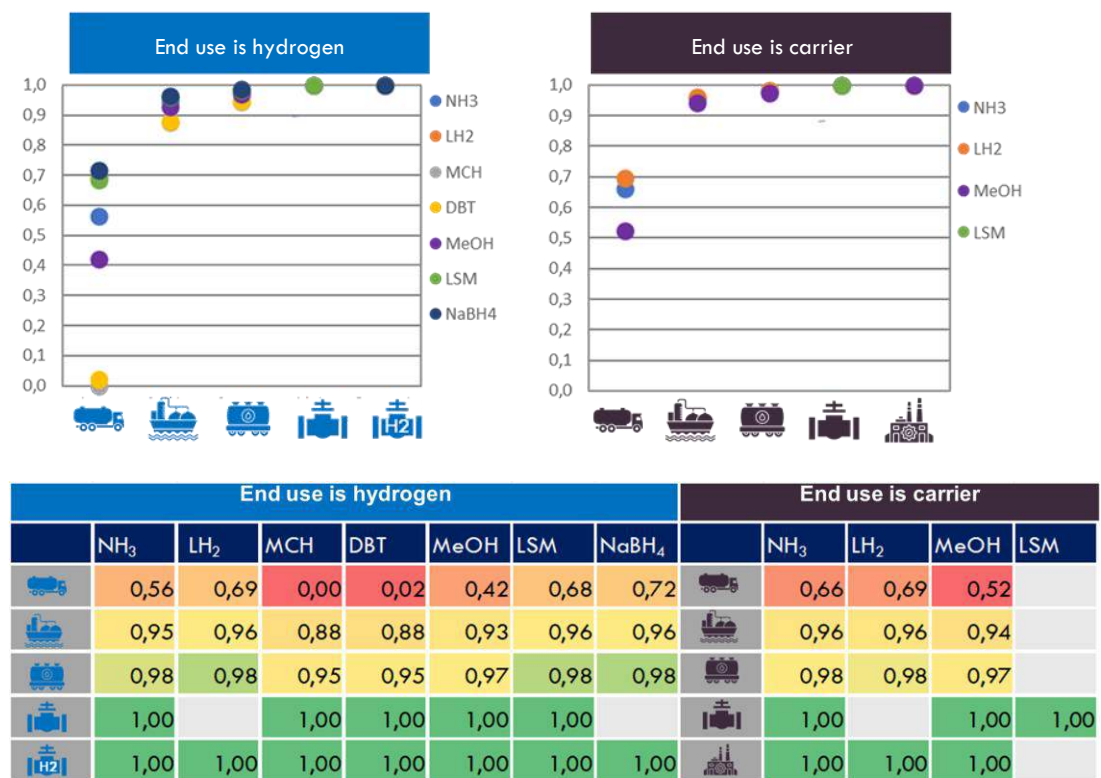 End use is hydrogen
1,0
0,9
0,8
0,7
0,6
0,5
0,4
0,3
0,2
0,1
0,0
NH3
LH2
MCH
DBT
MeOH
LSM
NaBH4
H2
End use is carrier
1,0
0,9
0,8
0,7
0,6
0,5
0,4
0,3
0,2
0,1
0,0
NH3
LH2
MeOH
LSM
End use is hydrogen End use is carrier
NH₃ LH₂ MCH DBT MeOH LSM NaBH₄ NH₃ LH₂ MeOH LSM
0,56 0,69 0,00 0,02 0,42 0,68 0,72 0,66 0,69 0,52
0,95 0,96 0,88 0,88 0,93 0,96 0,96 0,96 0,96 0,94
0,98 0,98 0,95 0,95 0,97 0,98 0,98 0,98 0,98 0,97
1,00 1,00 1,00 1,00 1,00 1,00 1,00 1,00
H2 1,00 1,00 1,00 1,00 1,00 1,00 1,00 1,00 1,00 1,00